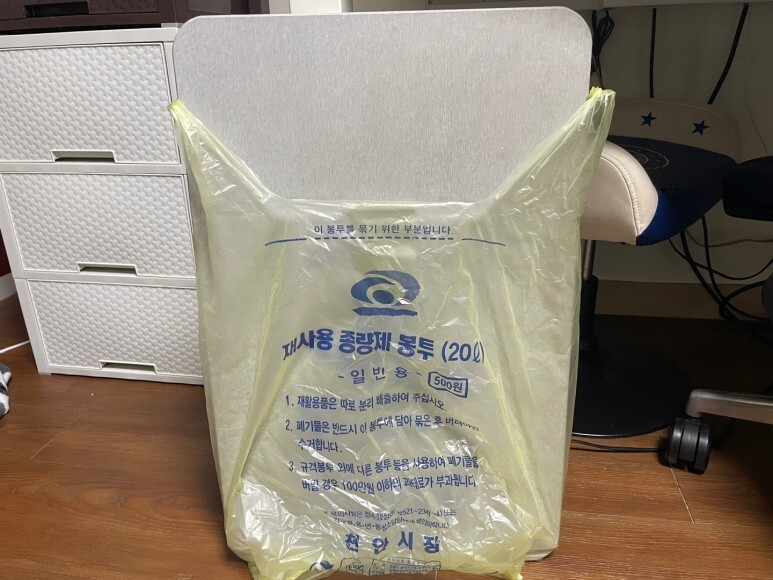 이 봉투를 묶기 위한 부분입니다.
재사용 종량제 봉투 (20ℓ)
- 일반용 -
500원
1. 재활용품은 따로 분리 배출하여 주십시오.
2. 폐기물은 반드시 이 봉투에 담아 묶은 후
수거합니다.
3. 규격봉투 외에 다른 봉투 등을 사용하여 폐기물을
버릴 경우 100만원 이하의 과태료가 부과됩니다.
천안시장